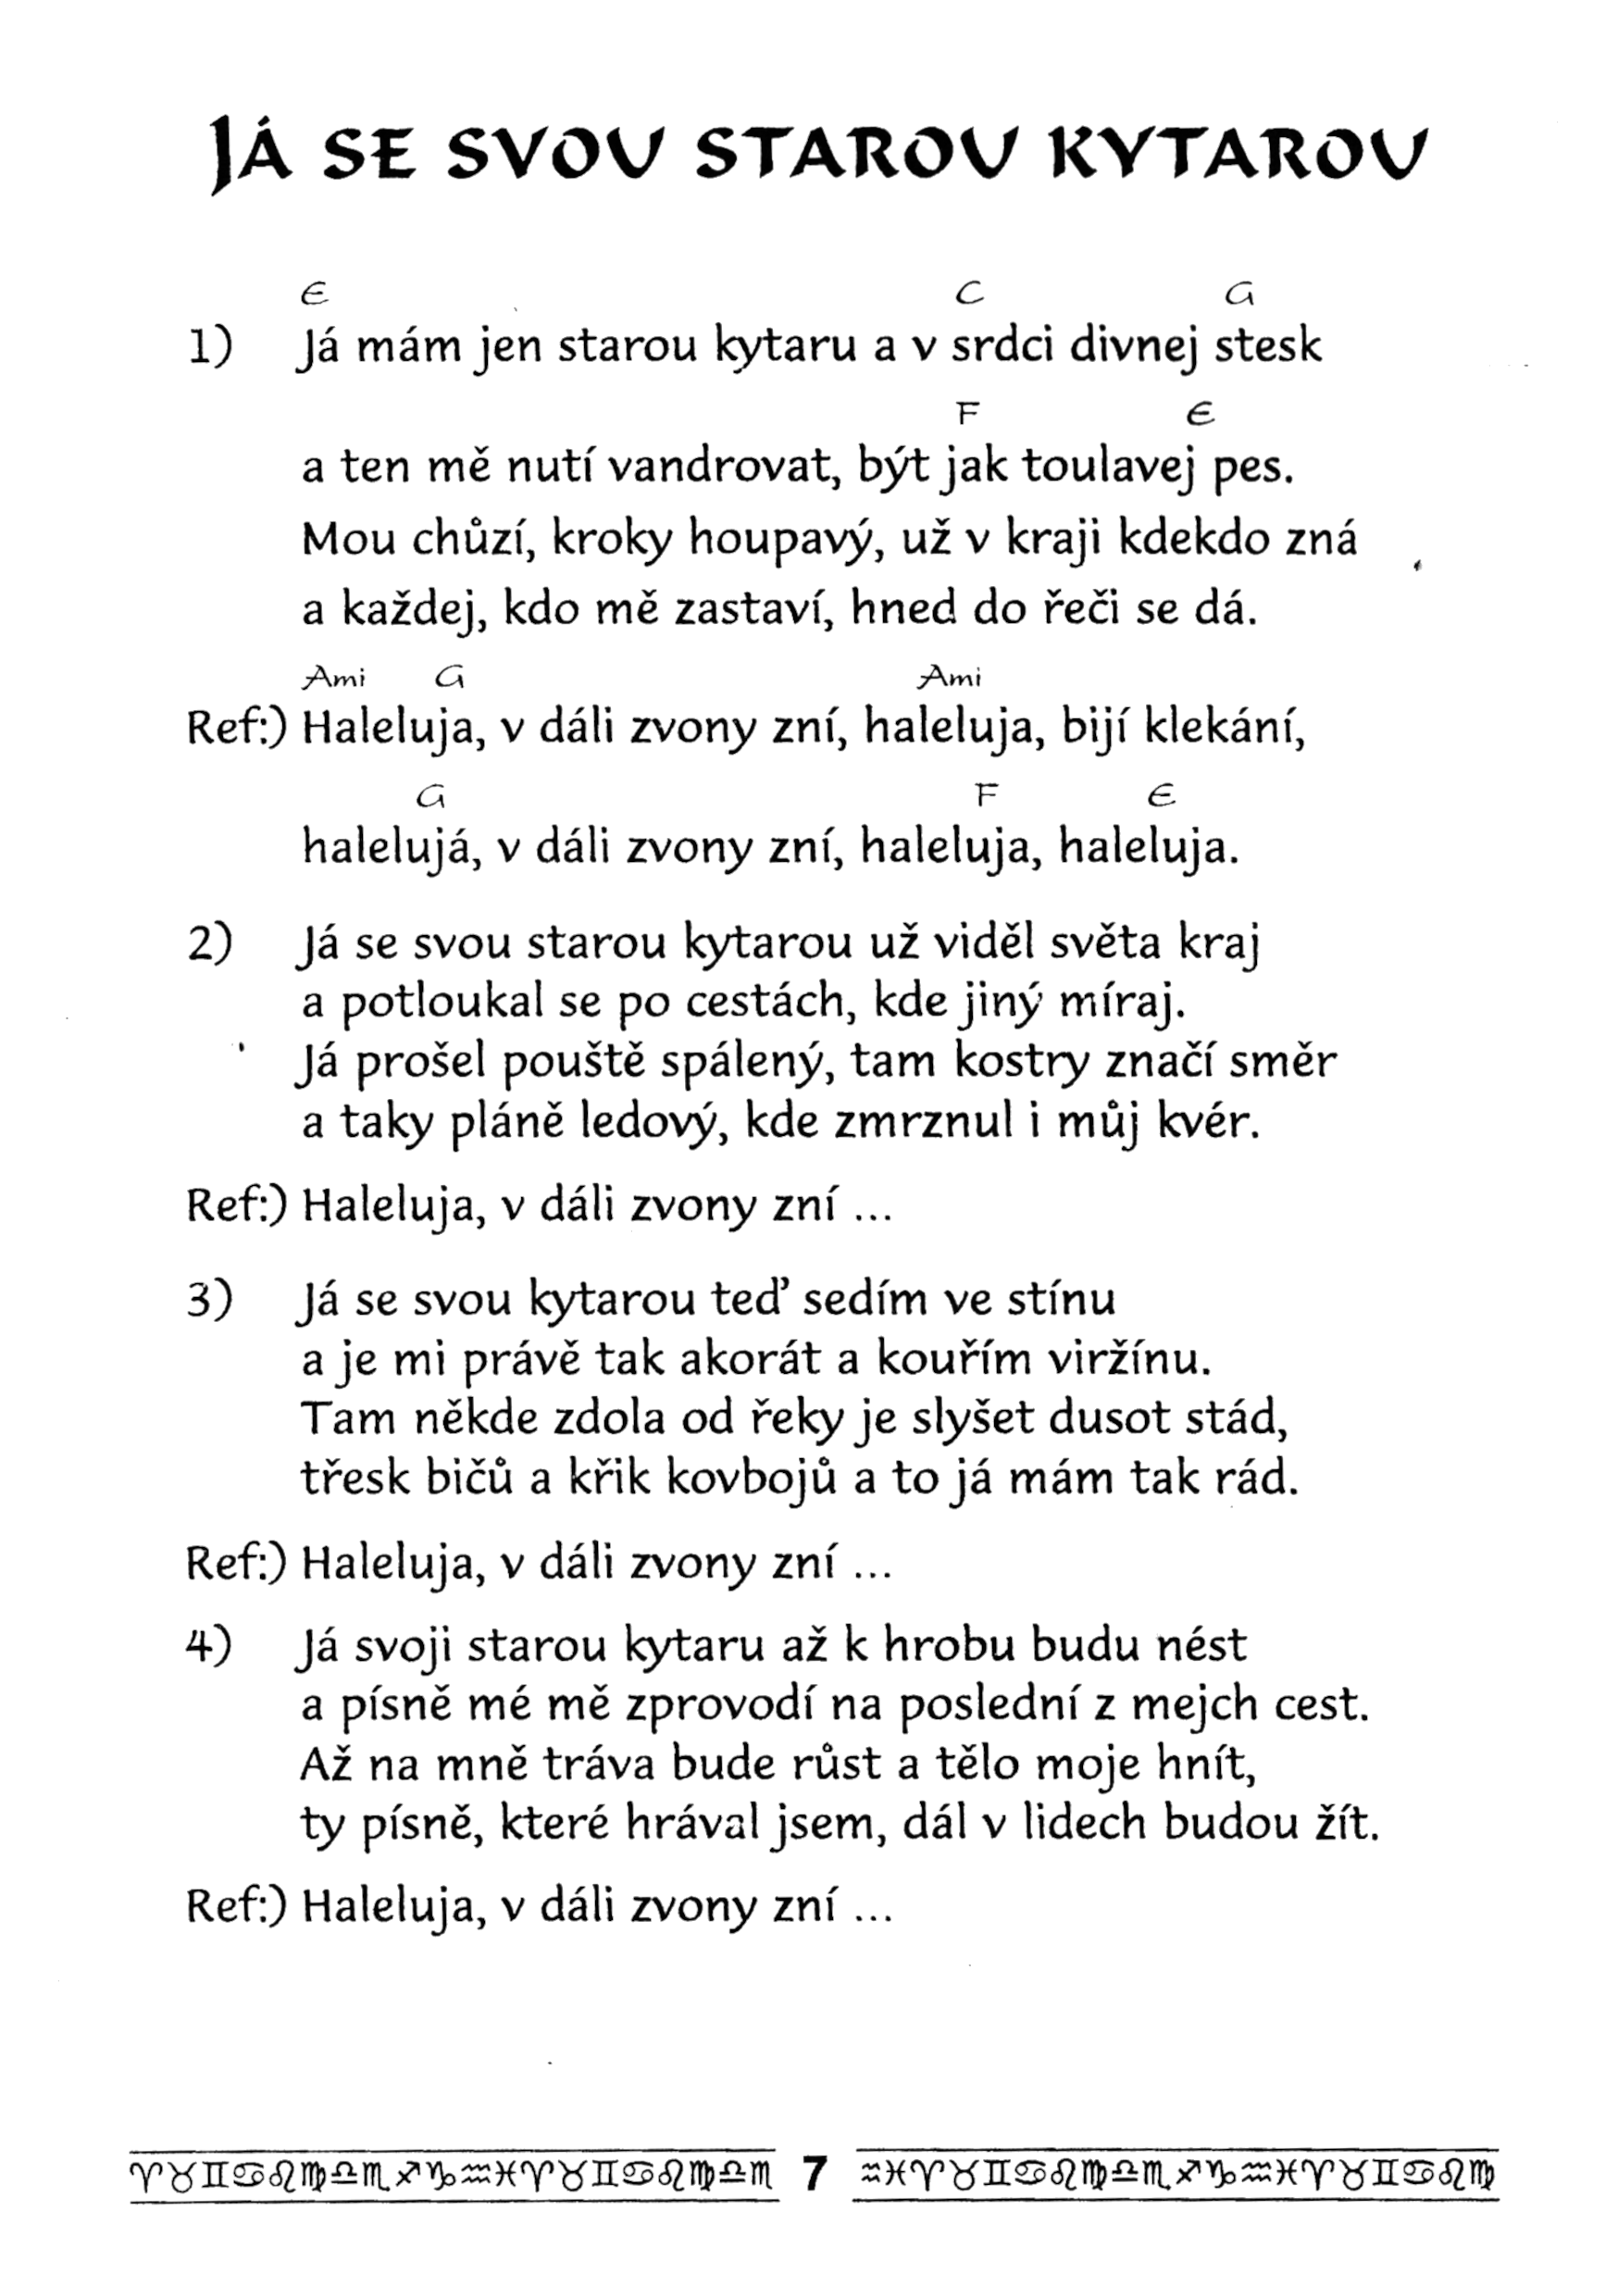 JÁ SE SVOU STAROU KYTAROU
E C G
1) Já mám jen starou kytaru a v srdci divnej stesk
F E
a ten mě nutí vandrovat, být jak toulavej pes.
Mou chůzí, kroky houpavý, už v kraji kdekdo zná
a každej, kdo mě zastaví, hned do řeči se dá.
Ami G Ami
Ref:) Haleluja, v dáli zvony zní, haleluja, bijí klekání,
G F E
halelujá, v dáli zvony zní, haleluja, haleluja.
2) Já se svou starou kytarou už viděl světa kraj
a potloukal se po cestách, kde jiný míraj.
Já prošel pouště spálený, tam kostry značí směr
a taky pláně ledový, kde zmrznul i můj kvér.
Ref:) Haleluja, v dáli zvony zní ...
3) Já se svou kytarou teď sedím ve stínu
a je mi právě tak akorát a kouřím viržínu.
Tam někde zdola od řeky je slyšet dusot stád,
třesk bičů a křik kovbojů a to já mám tak rád.
Ref:) Haleluja, v dáli zvony zní ...
4) Já svoji starou kytaru až k hrobu budu nést
a písně mé mě zprovodí na poslední z mejch cest.
Až na mně tráva bude růst a tělo moje hnít,
ty písně, které hrával jsem, dál v lidech budou žít.
Ref:) Haleluja, v dáli zvony zní ...
♈♉♊♋♌♍♎♏♐♑♒♓♈♉♊♋♌♍♎♏ 7 ♒♓♈♉♊♋♌♍♎♏♐♑♒♓♈♉♊♋♌♍